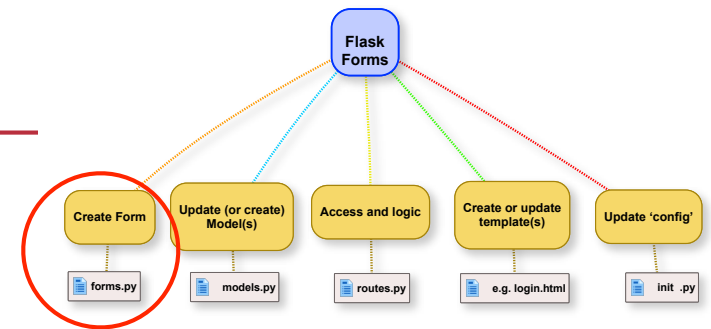 Flask
Forms
Create Form
Update (or create)
Model(s)
Access and logic
Create or update
template(s)
Update ‘config’
forms.py
models.py
routes.py
e.g. login.html
init .py